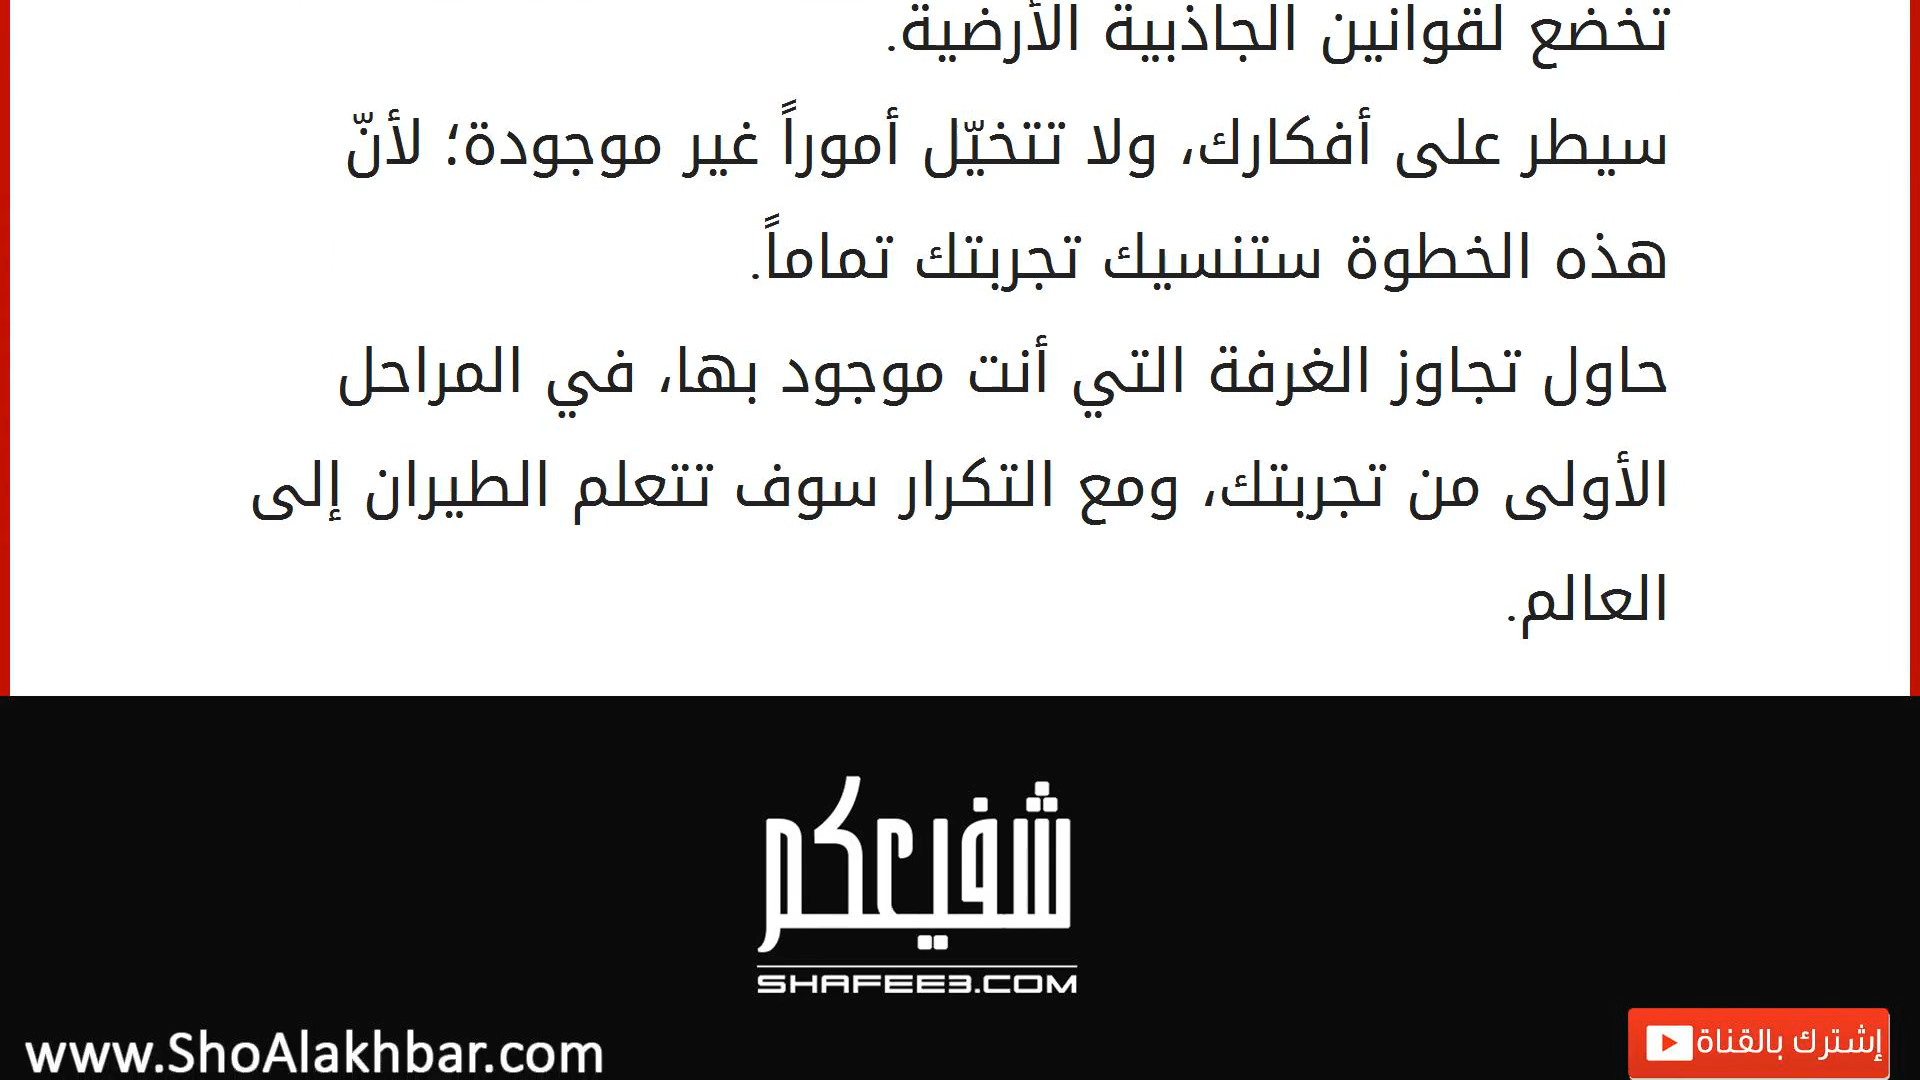 تخضع لقوانين الجاذبية الأرضية.
سيطر على أفكارك، ولا تتخيّل أموراً غير موجودة؛ لأنّ
هذه الخطوة ستنسيك تجربتك تماماً.
حاول تجاوز الغرفة التي أنت موجود بها، في المراحل
الأولى من تجربتك، ومع التكرار سوف تتعلم الطيران إلى
العالم.
شفيعكم
SHAFEE3.COM
www.ShoAlakhbar.com
إشترك بالقناة